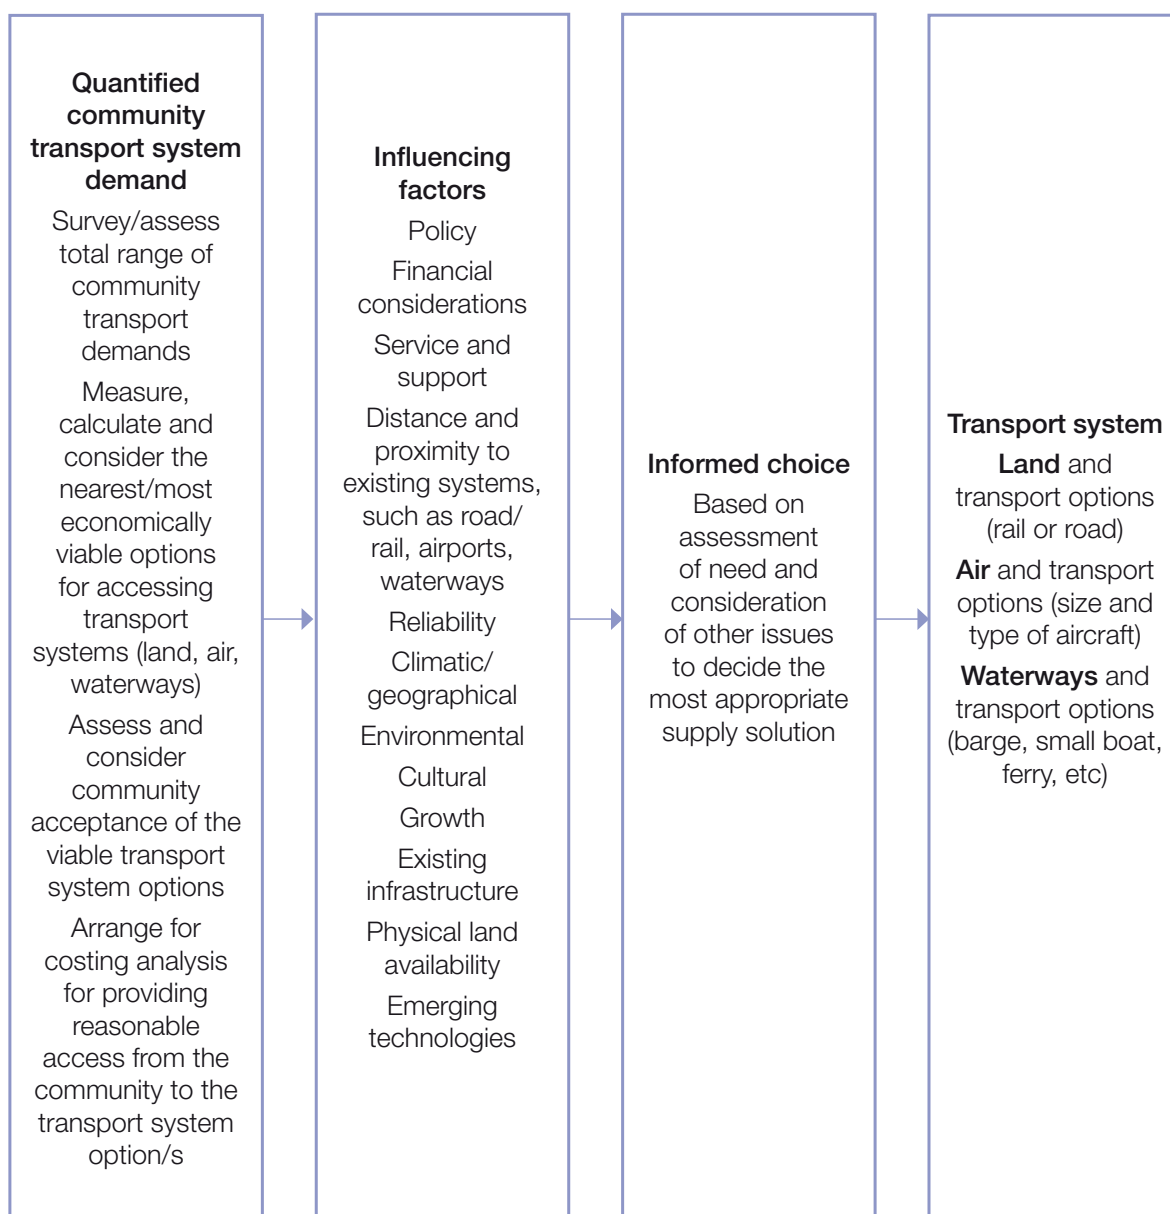 Quantified
community
transport system
demand
Survey/assess
total range of
community
transport
demands
Measure,
calculate and
consider the
nearest/most
economically
viable options
for accessing
transport
systems (land, air,
waterways)
Assess and
consider
community
acceptance of the
viable transport
system options
Arrange for
costing analysis
for providing
reasonable
access from the
community to the
transport system
option/s
Influencing
factors
Policy
Financial
considerations
Service and
support
Distance and
proximity to
existing systems,
such as road/
rail, airports,
waterways
Reliability
Climatic/
geographical
Environmental
Cultural
Growth
Existing
infrastructure
Physical land
availability
Emerging
technologies
Informed choice
Based on
assessment
of need and
consideration
of other issues
to decide the
most appropriate
supply solution
Transport system
Land and
transport options
(rail or road)
Air and transport
options (size and
type of aircraft)
Waterways and
transport options
(barge, small boat,
ferry, etc)